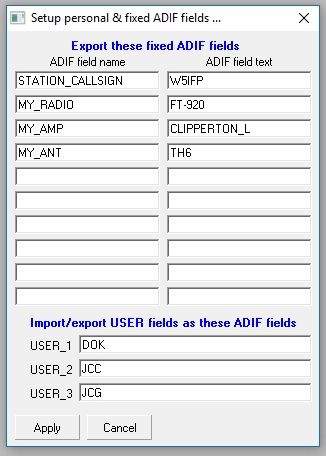 Setup personal & fixed ADIF fields ...
Export these fixed ADIF fields
ADIF field name ADIF field text
STATION_CALLSIGN W5IFP
MY_RADIO FT-920
MY_AMP CLIPPERTON_L
MY_ANT TH6
Import/export USER fields as these ADIF fields
USER_1 DOK
USER_2 JCC
USER_3 JCG
Apply Cancel